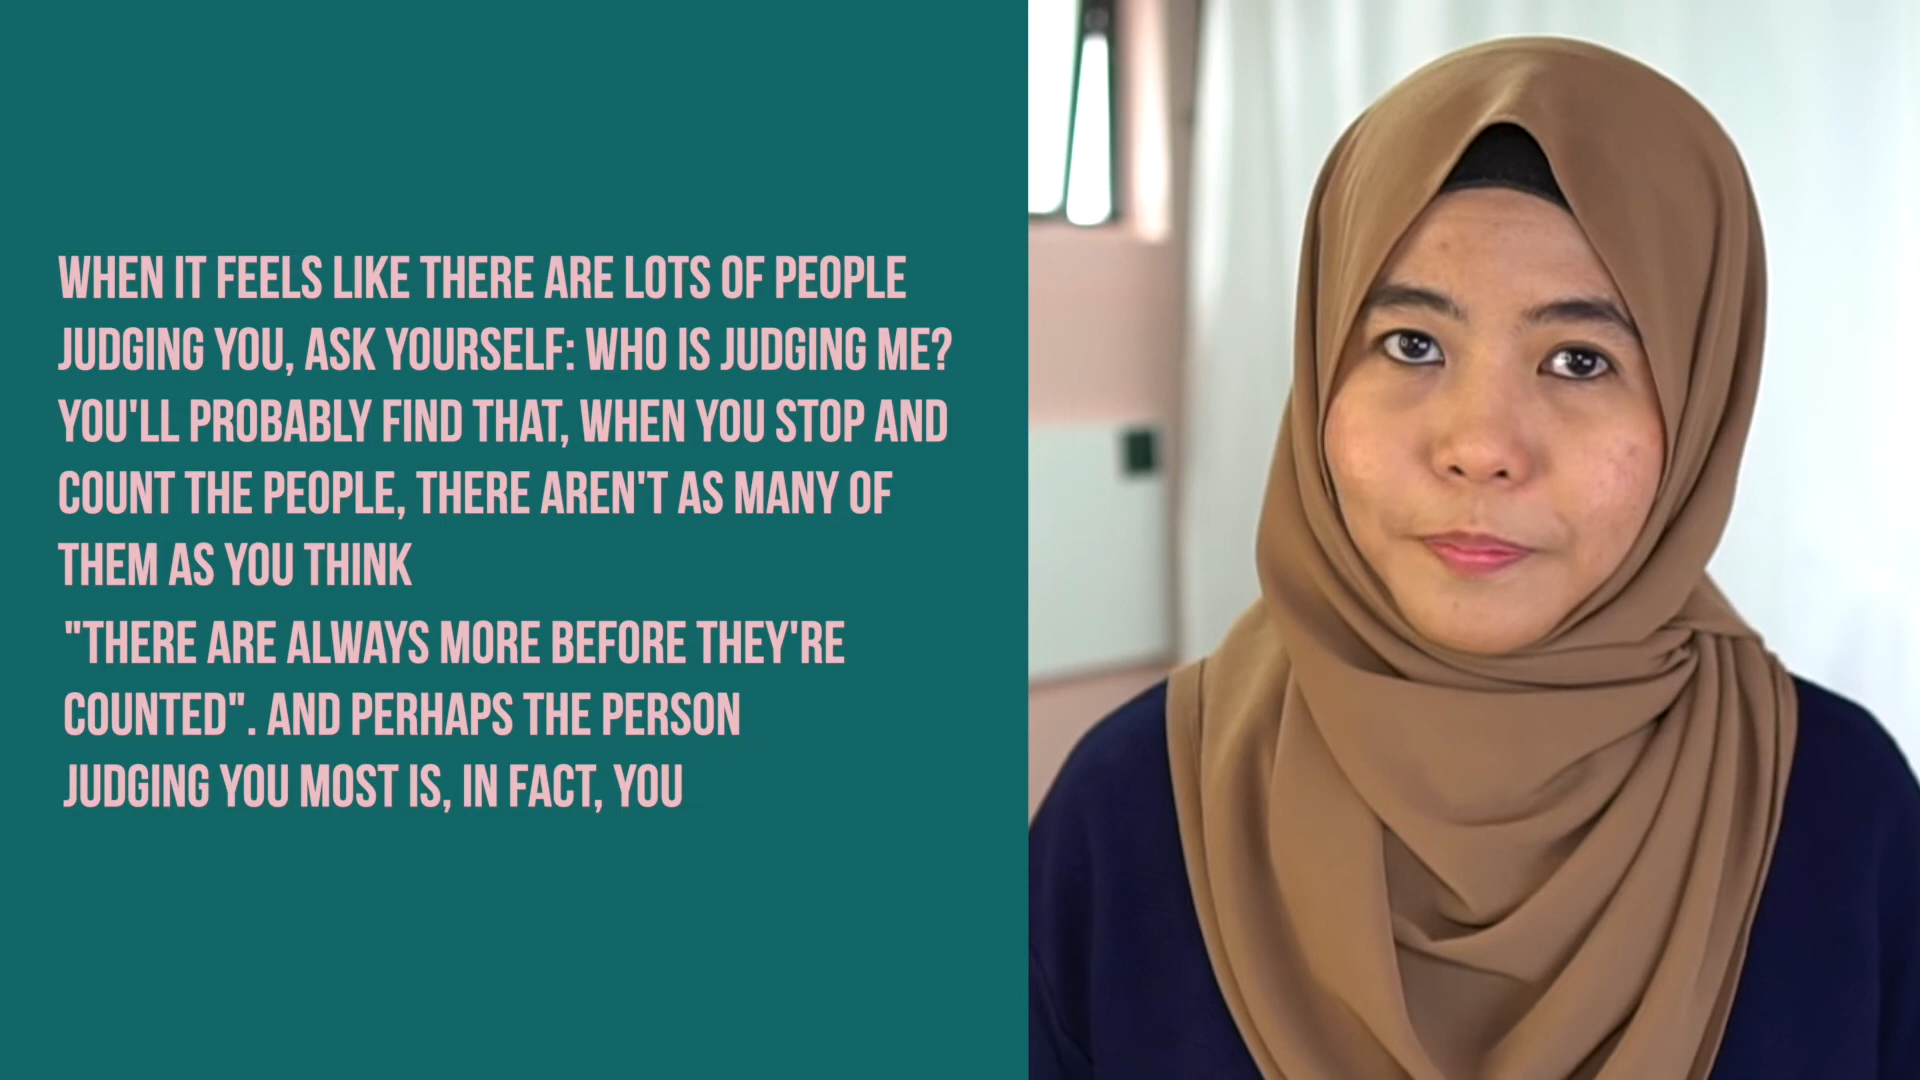 WHEN IT FEELS LIKE THERE ARE LOTS OF PEOPLE
JUDGING YOU, ASK YOURSELF: WHO IS JUDGING ME?
YOU'LL PROBABLY FIND THAT, WHEN YOU STOP AND
COUNT THE PEOPLE, THERE AREN'T AS MANY OF
THEM AS YOU THINK
"THERE ARE ALWAYS MORE BEFORE THEY'RE
COUNTED". AND PERHAPS THE PERSON
JUDGING YOU MOST IS, IN FACT, YOU